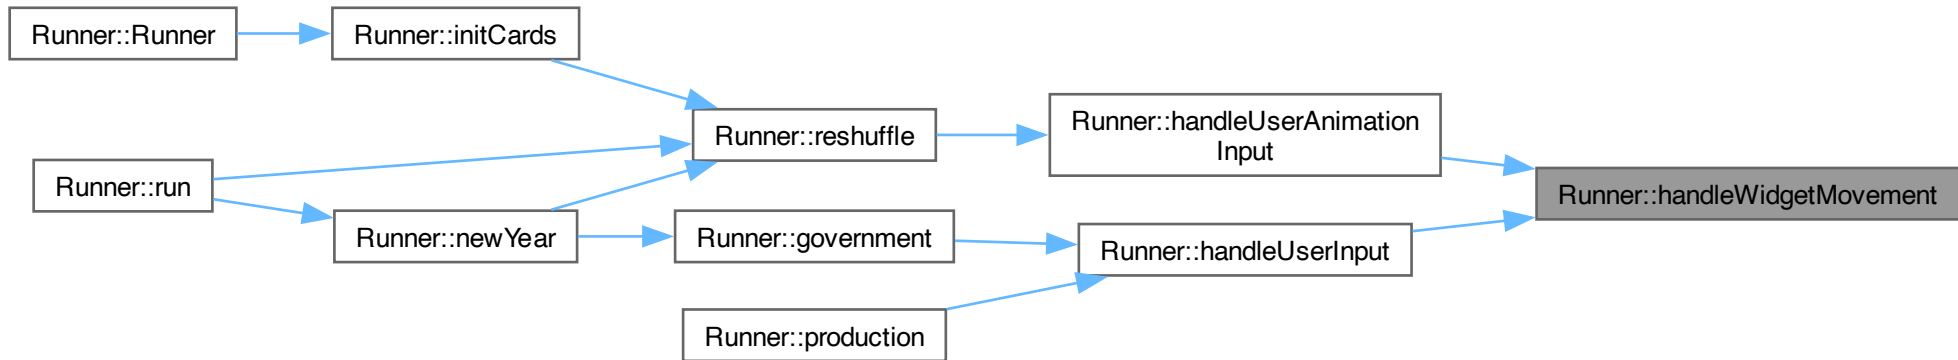 Runner::Runner
Runner::initCards
Runner::reshuffle
Runner::handleUserAnimation
Input
Runner::run
Runner::handleWidgetMovement
Runner::newYear
Runner::government
Runner::handleUserInput
Runner::production